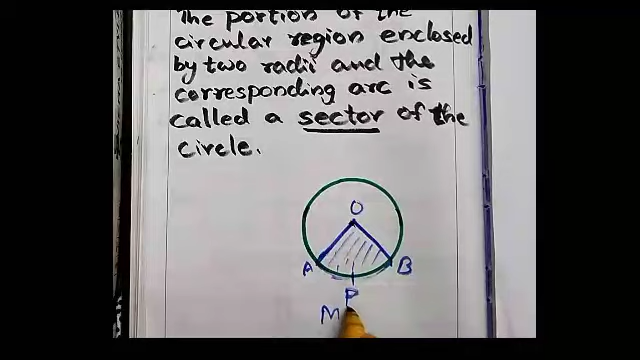 The portion of the
circular region enclosed
by two radii and the
corresponding arc is
called a sector of the
circle.
O
A
B
P
M